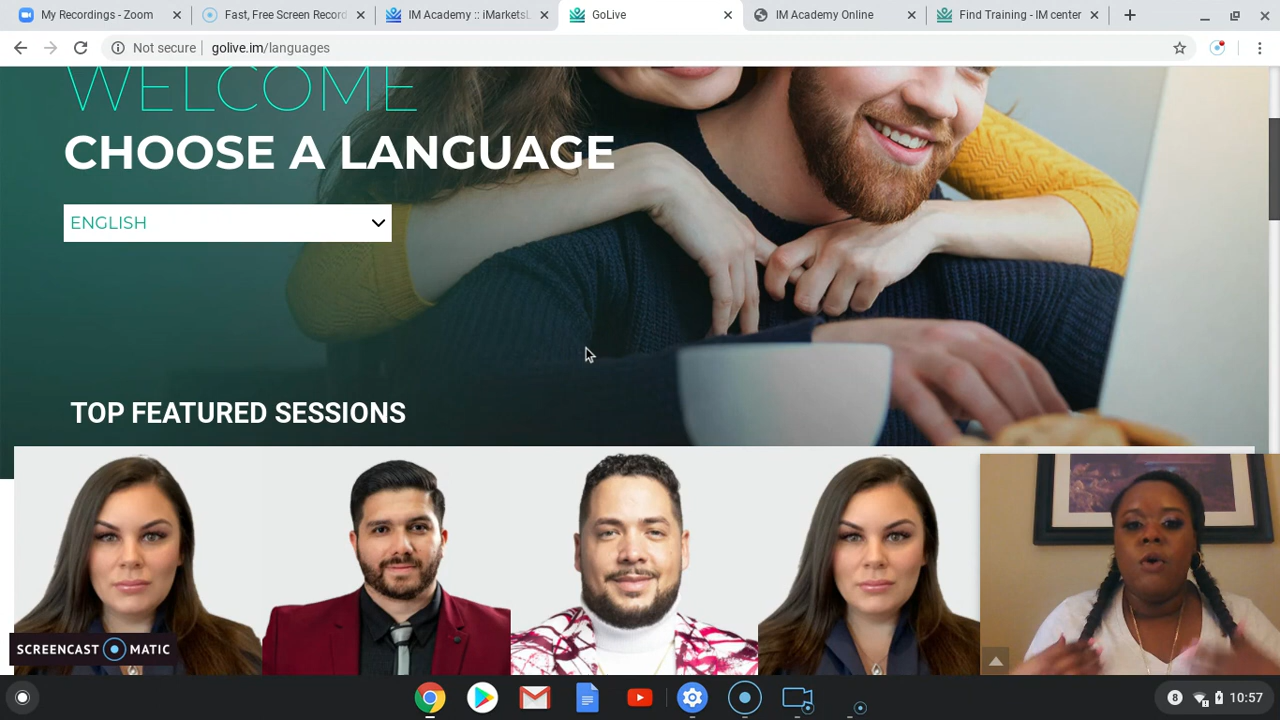 My Recordings - Zoom
Fast, Free Screen Record
IM Academy :: iMarketsL
GoLive
IM Academy Online
Find Training - IM center
Not secure
golive.im/languages
WELCOME
CHOOSE A LANGUAGE
ENGLISH
TOP FEATURED SESSIONS
SCREENCAST MATIC
8
10:57